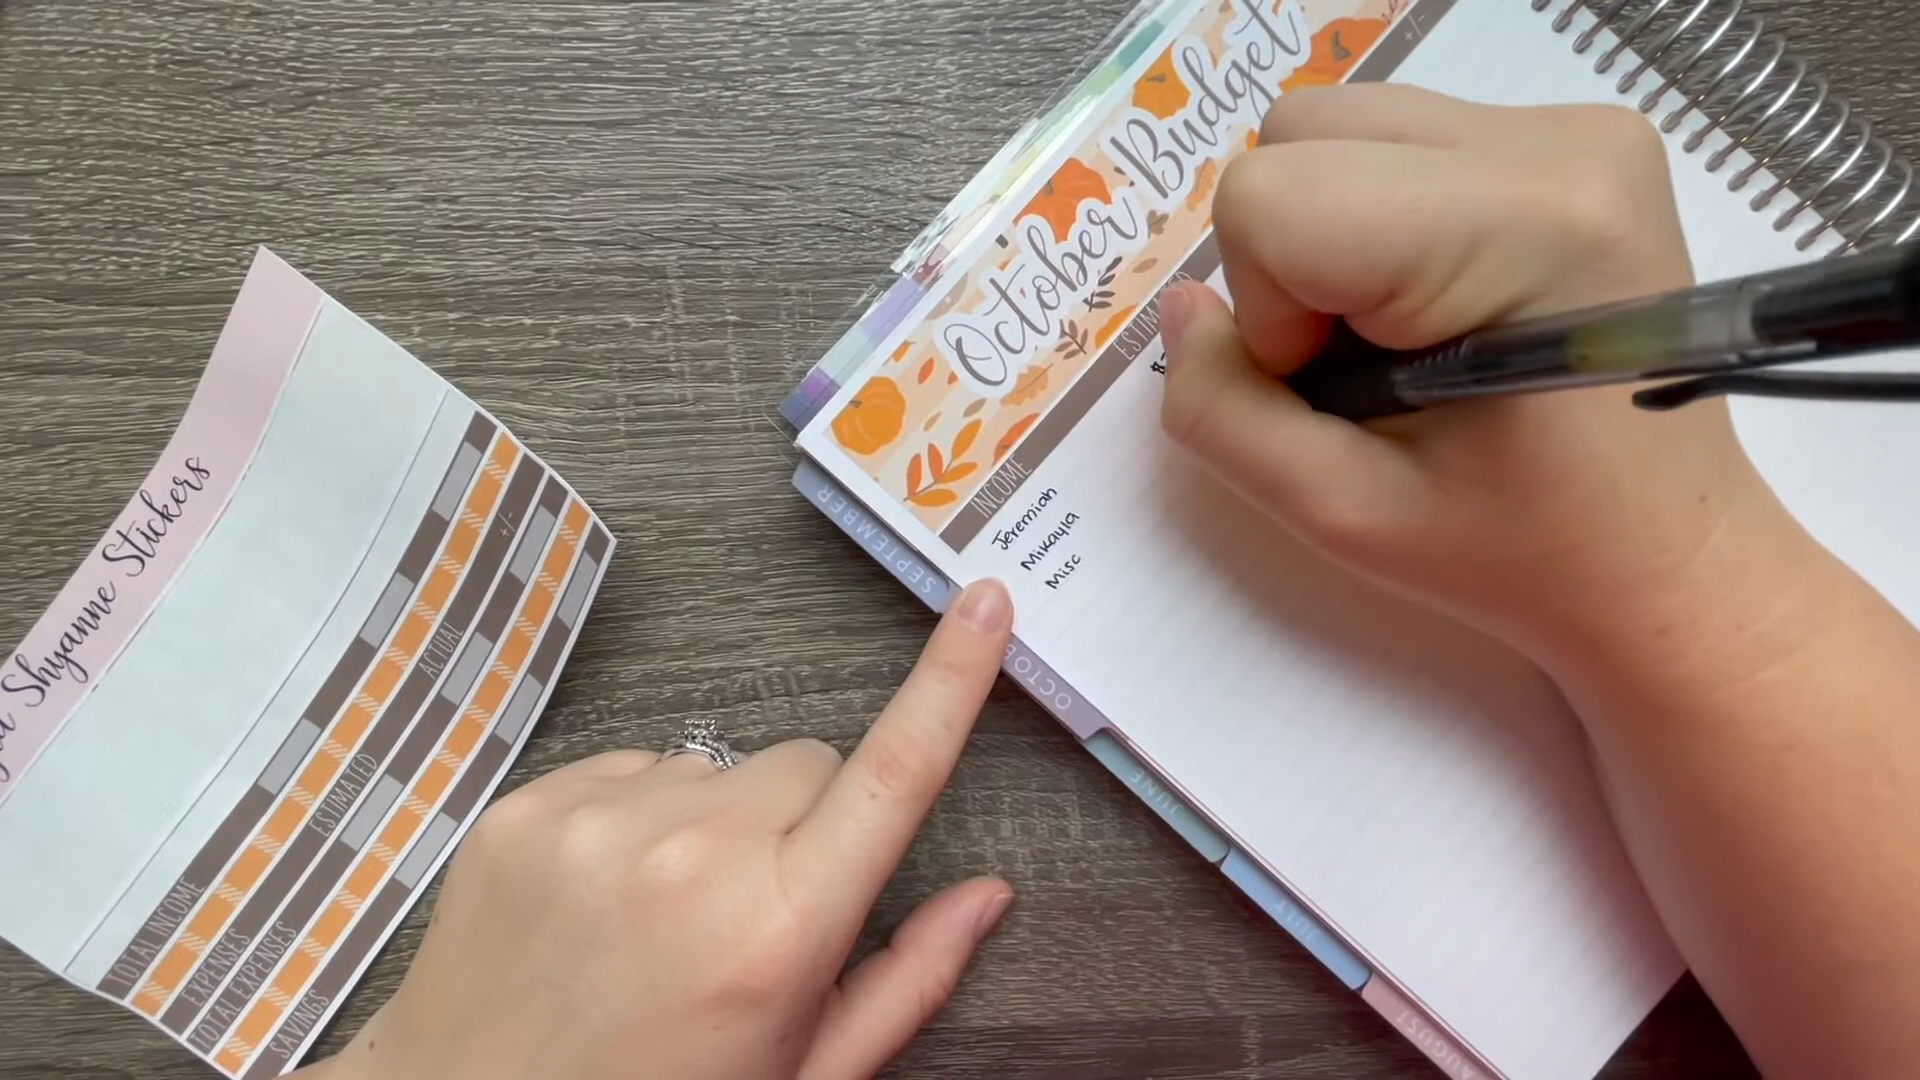 Shyanne Stickers
TOTAL INCOME
EXPENSES
ESTIMATED
ACTUAL
+/-
TOTAL EXPENSES
SAVINGS
October Budget
INCOME
ESTIMATED
+/-
Jeremiah
Mikayla
Misc
SEPTEMBER
OCTOB
JUNE
JULY
AUGUST